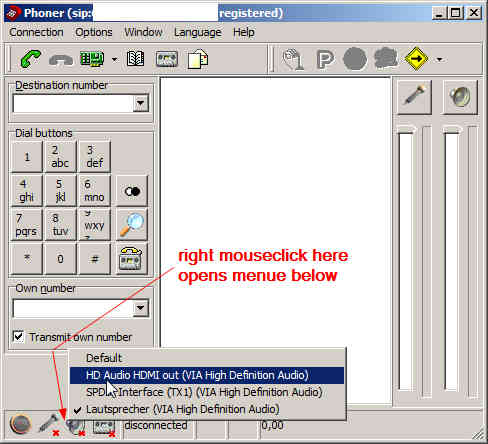 Phoner (sip: registered)
Connection Options Window Language Help
Destination number
Dial buttons
1 2 abc 3 def
4 ghi 5 jkl 6 mno
7 pqrs 8 tuv 9 wxyz
* 0 #
right mouseclick here
opens menue below
Own number
Transmit own number
Default
HD Audio HDMI out (VIA High Definition Audio)
Interface (TX1) (VIA High Definition Audio)
Lautsprecher (VIA High Definition Audio)
disconnected 0,00